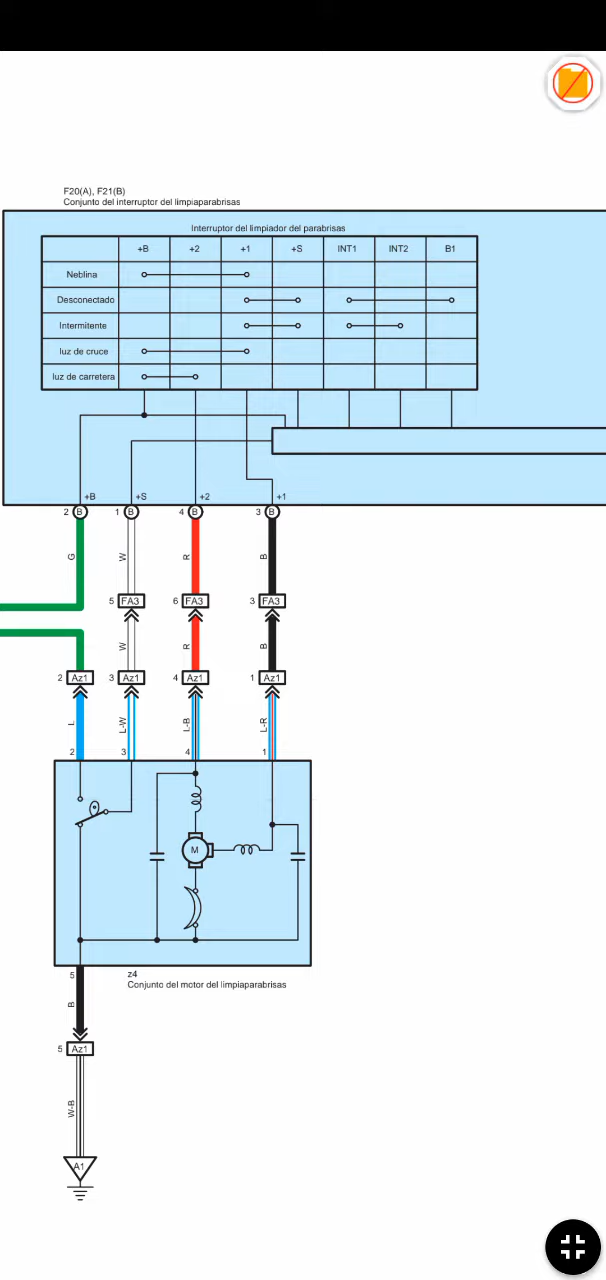 F20(A), F21(B)
Conjunto del interruptor del limpiaparabrisas
Interruptor del limpiador del parabrisas
+B +2 +1 +S INT1 INT2 B1
Neblina
Desconectado
Intermitente
luz de cruce
luz de carretera
+B +S +2 +1
2 B 1 B 4 B 3 B
G W R B
5 FA3 6 FA3 3 FA3
W R B
2 Az1 3 Az1 4 Az1 1 Az1
L L-W L-B L-R
2 3 4 1
M
5 z4
Conjunto del motor del limpiaparabrisas
B
5 Az1
W-B
A1